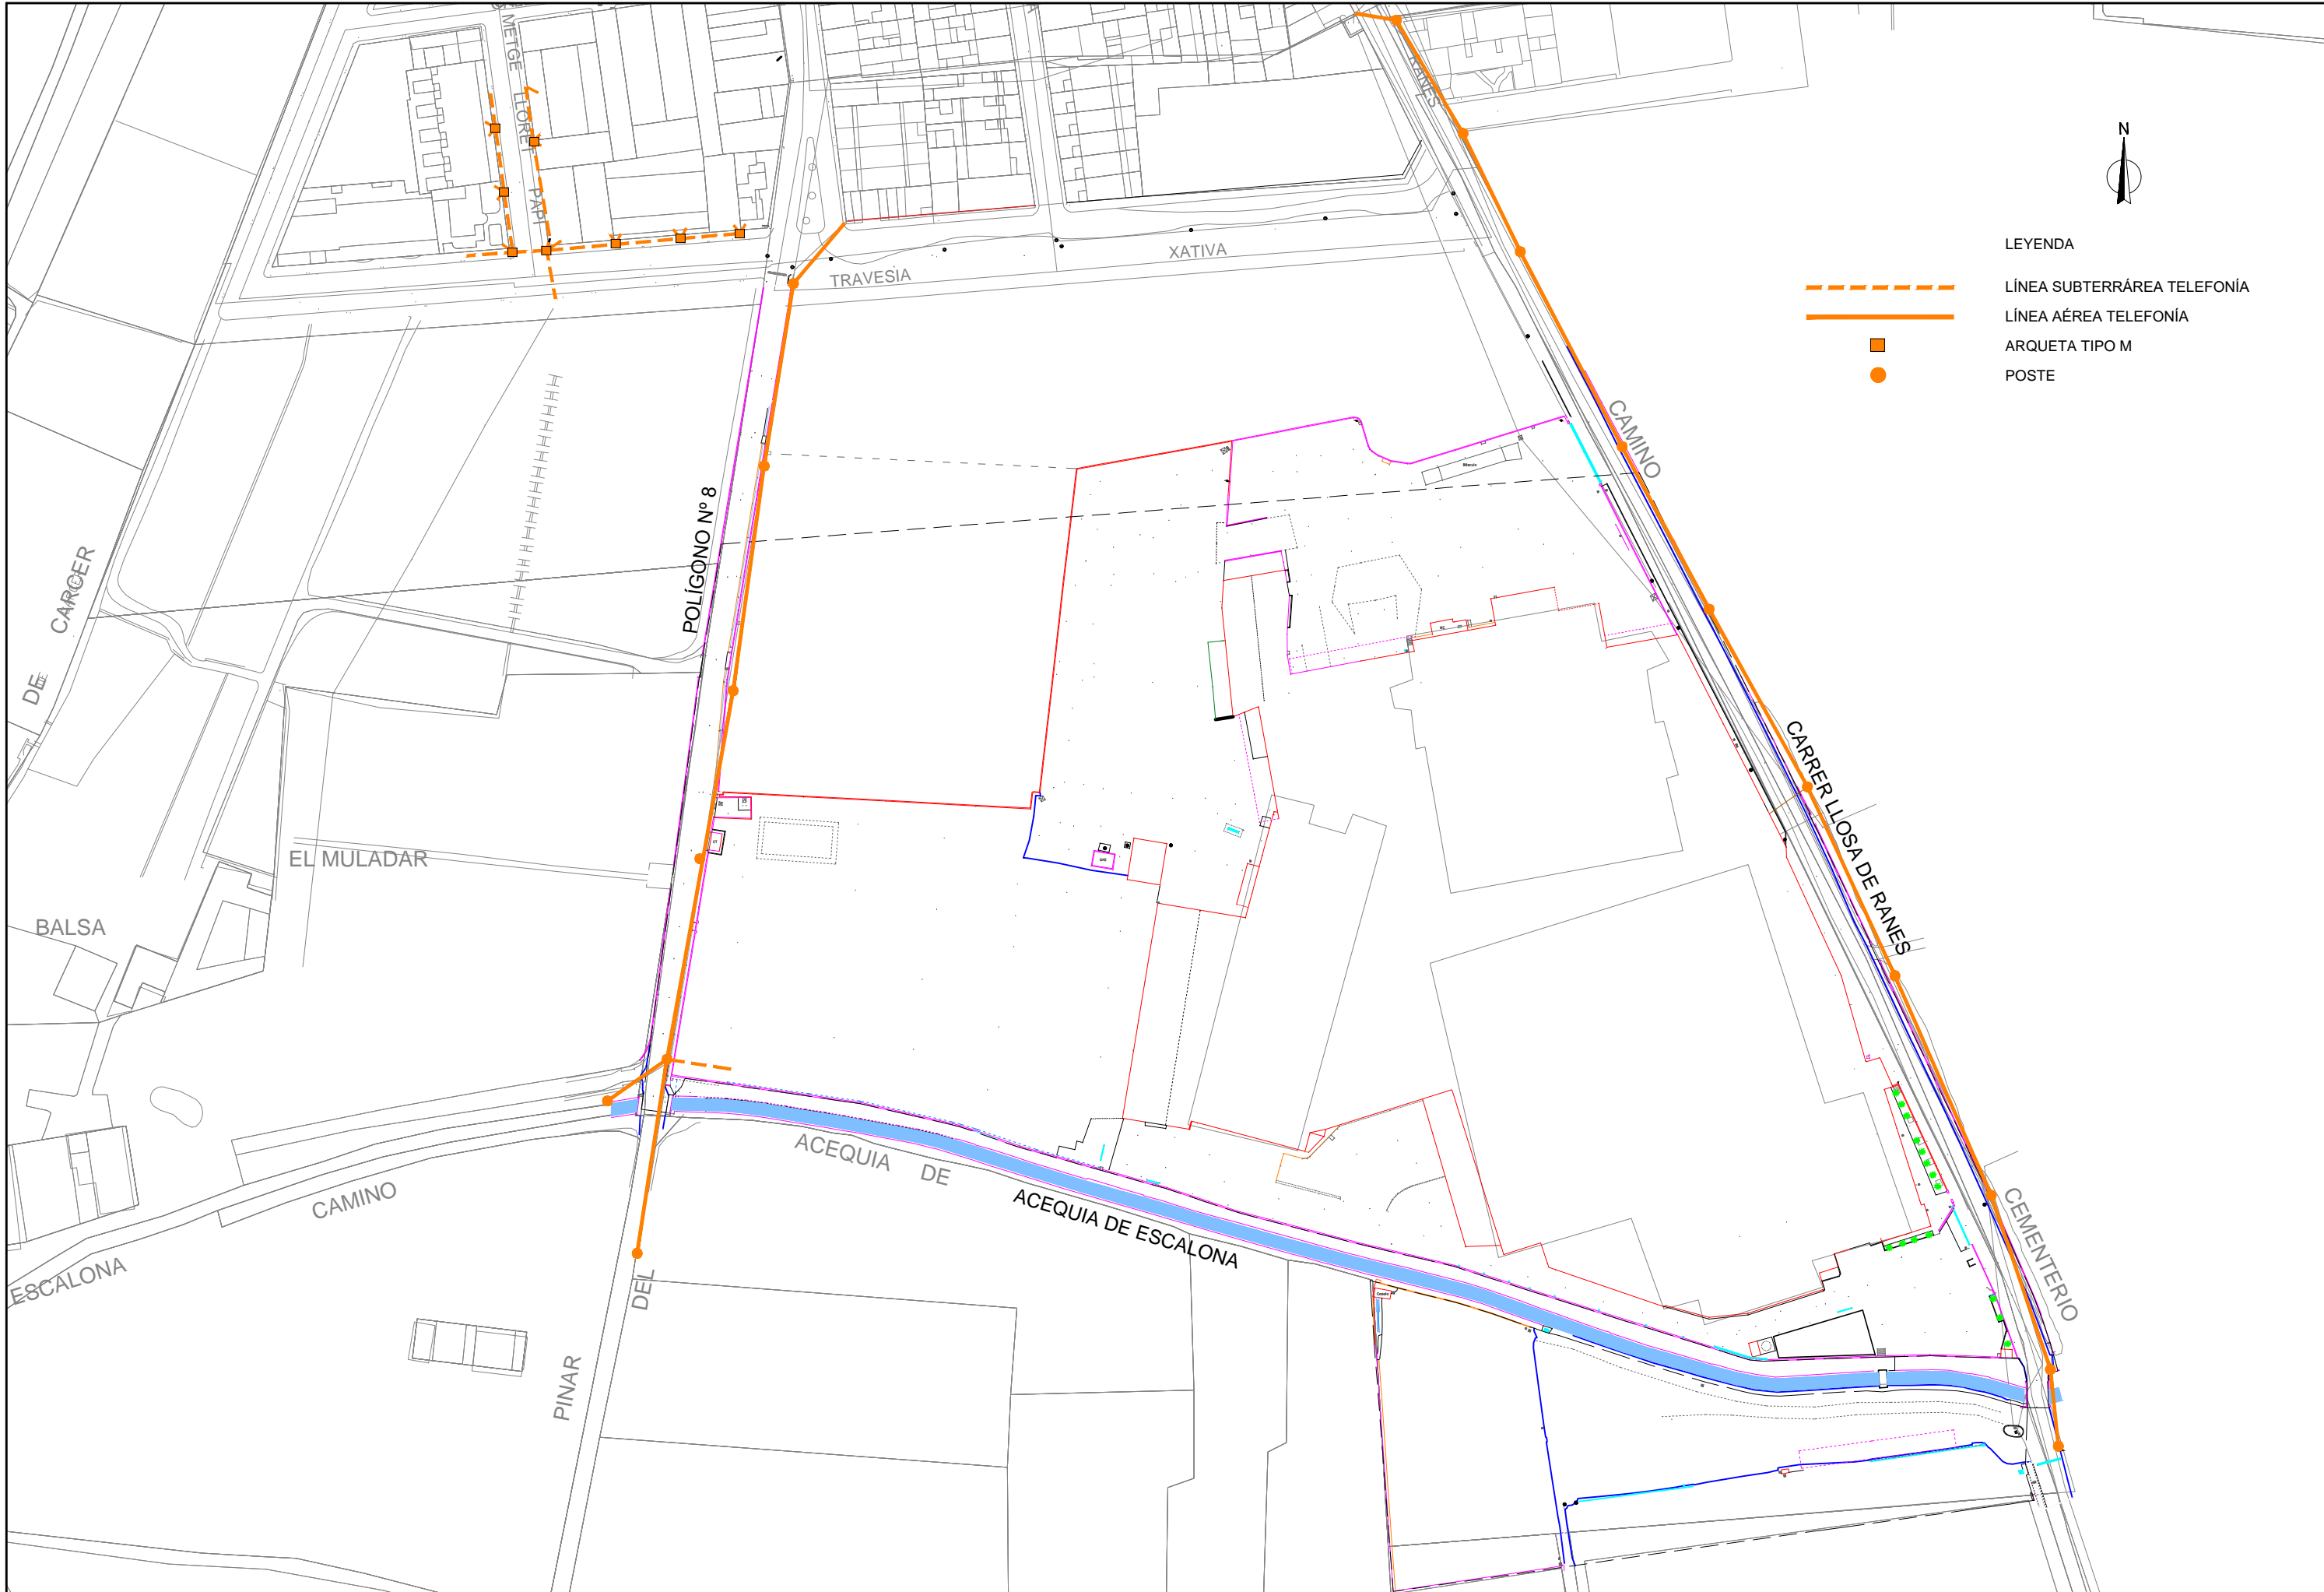 METGE LLORET
PAP
RANES
N
LEYENDA
LÍNEA SUBTERRÁREA TELEFONÍA
LÍNEA AÉREA TELEFONÍA
ARQUETA TIPO M
POSTE
TRAVESIA
XATIVA
CAMINO
POLÍGONO Nº 8
CARCER
DE
CARRER LLOSA DE RANES
EL MULADAR
BALSA
ACEQUIA DE
ACEQUIA DE ESCALONA
CAMINO
ESCALONA
DEL
PINAR
CEMENTERIO